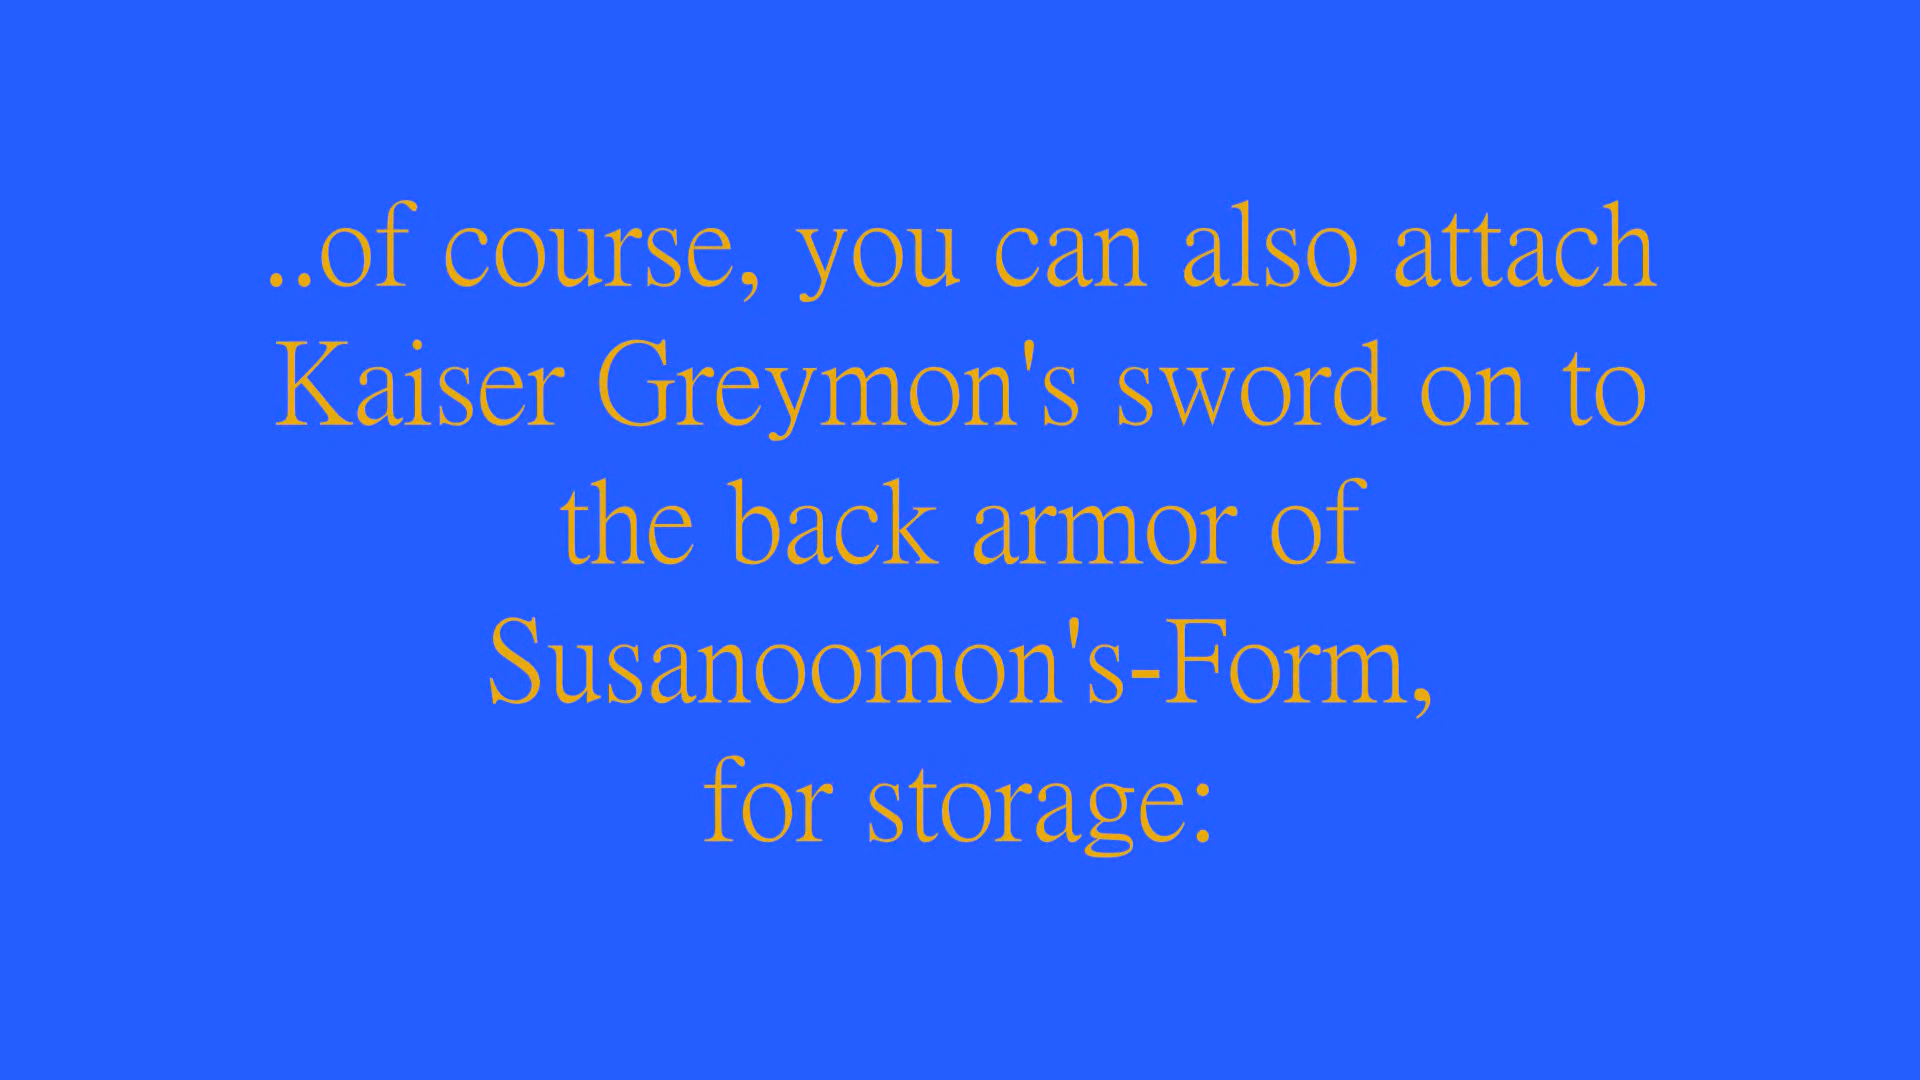 ..of course, you can also attach
Kaiser Greymon's sword on to
the back armor of
Susanoomon's-Form,
for storage: